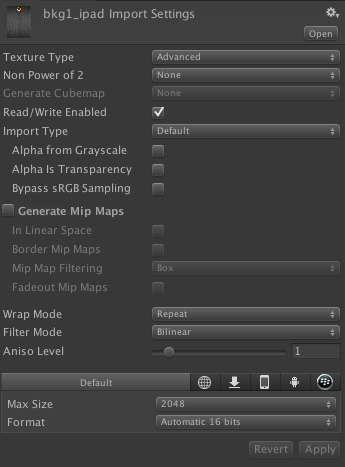 bkg1_ipad Import Settings
Open
Texture Type Advanced
Non Power of 2 None
Generate Cubemap None
Read/Write Enabled
Import Type Default
Alpha from Grayscale
Alpha Is Transparency
Bypass sRGB Sampling
Generate Mip Maps
In Linear Space
Border Mip Maps
Mip Map Filtering Box
Fadeout Mip Maps
Wrap Mode Repeat
Filter Mode Bilinear
Aniso Level 1
Default
Max Size 2048
Format Automatic 16 bits
Revert Apply